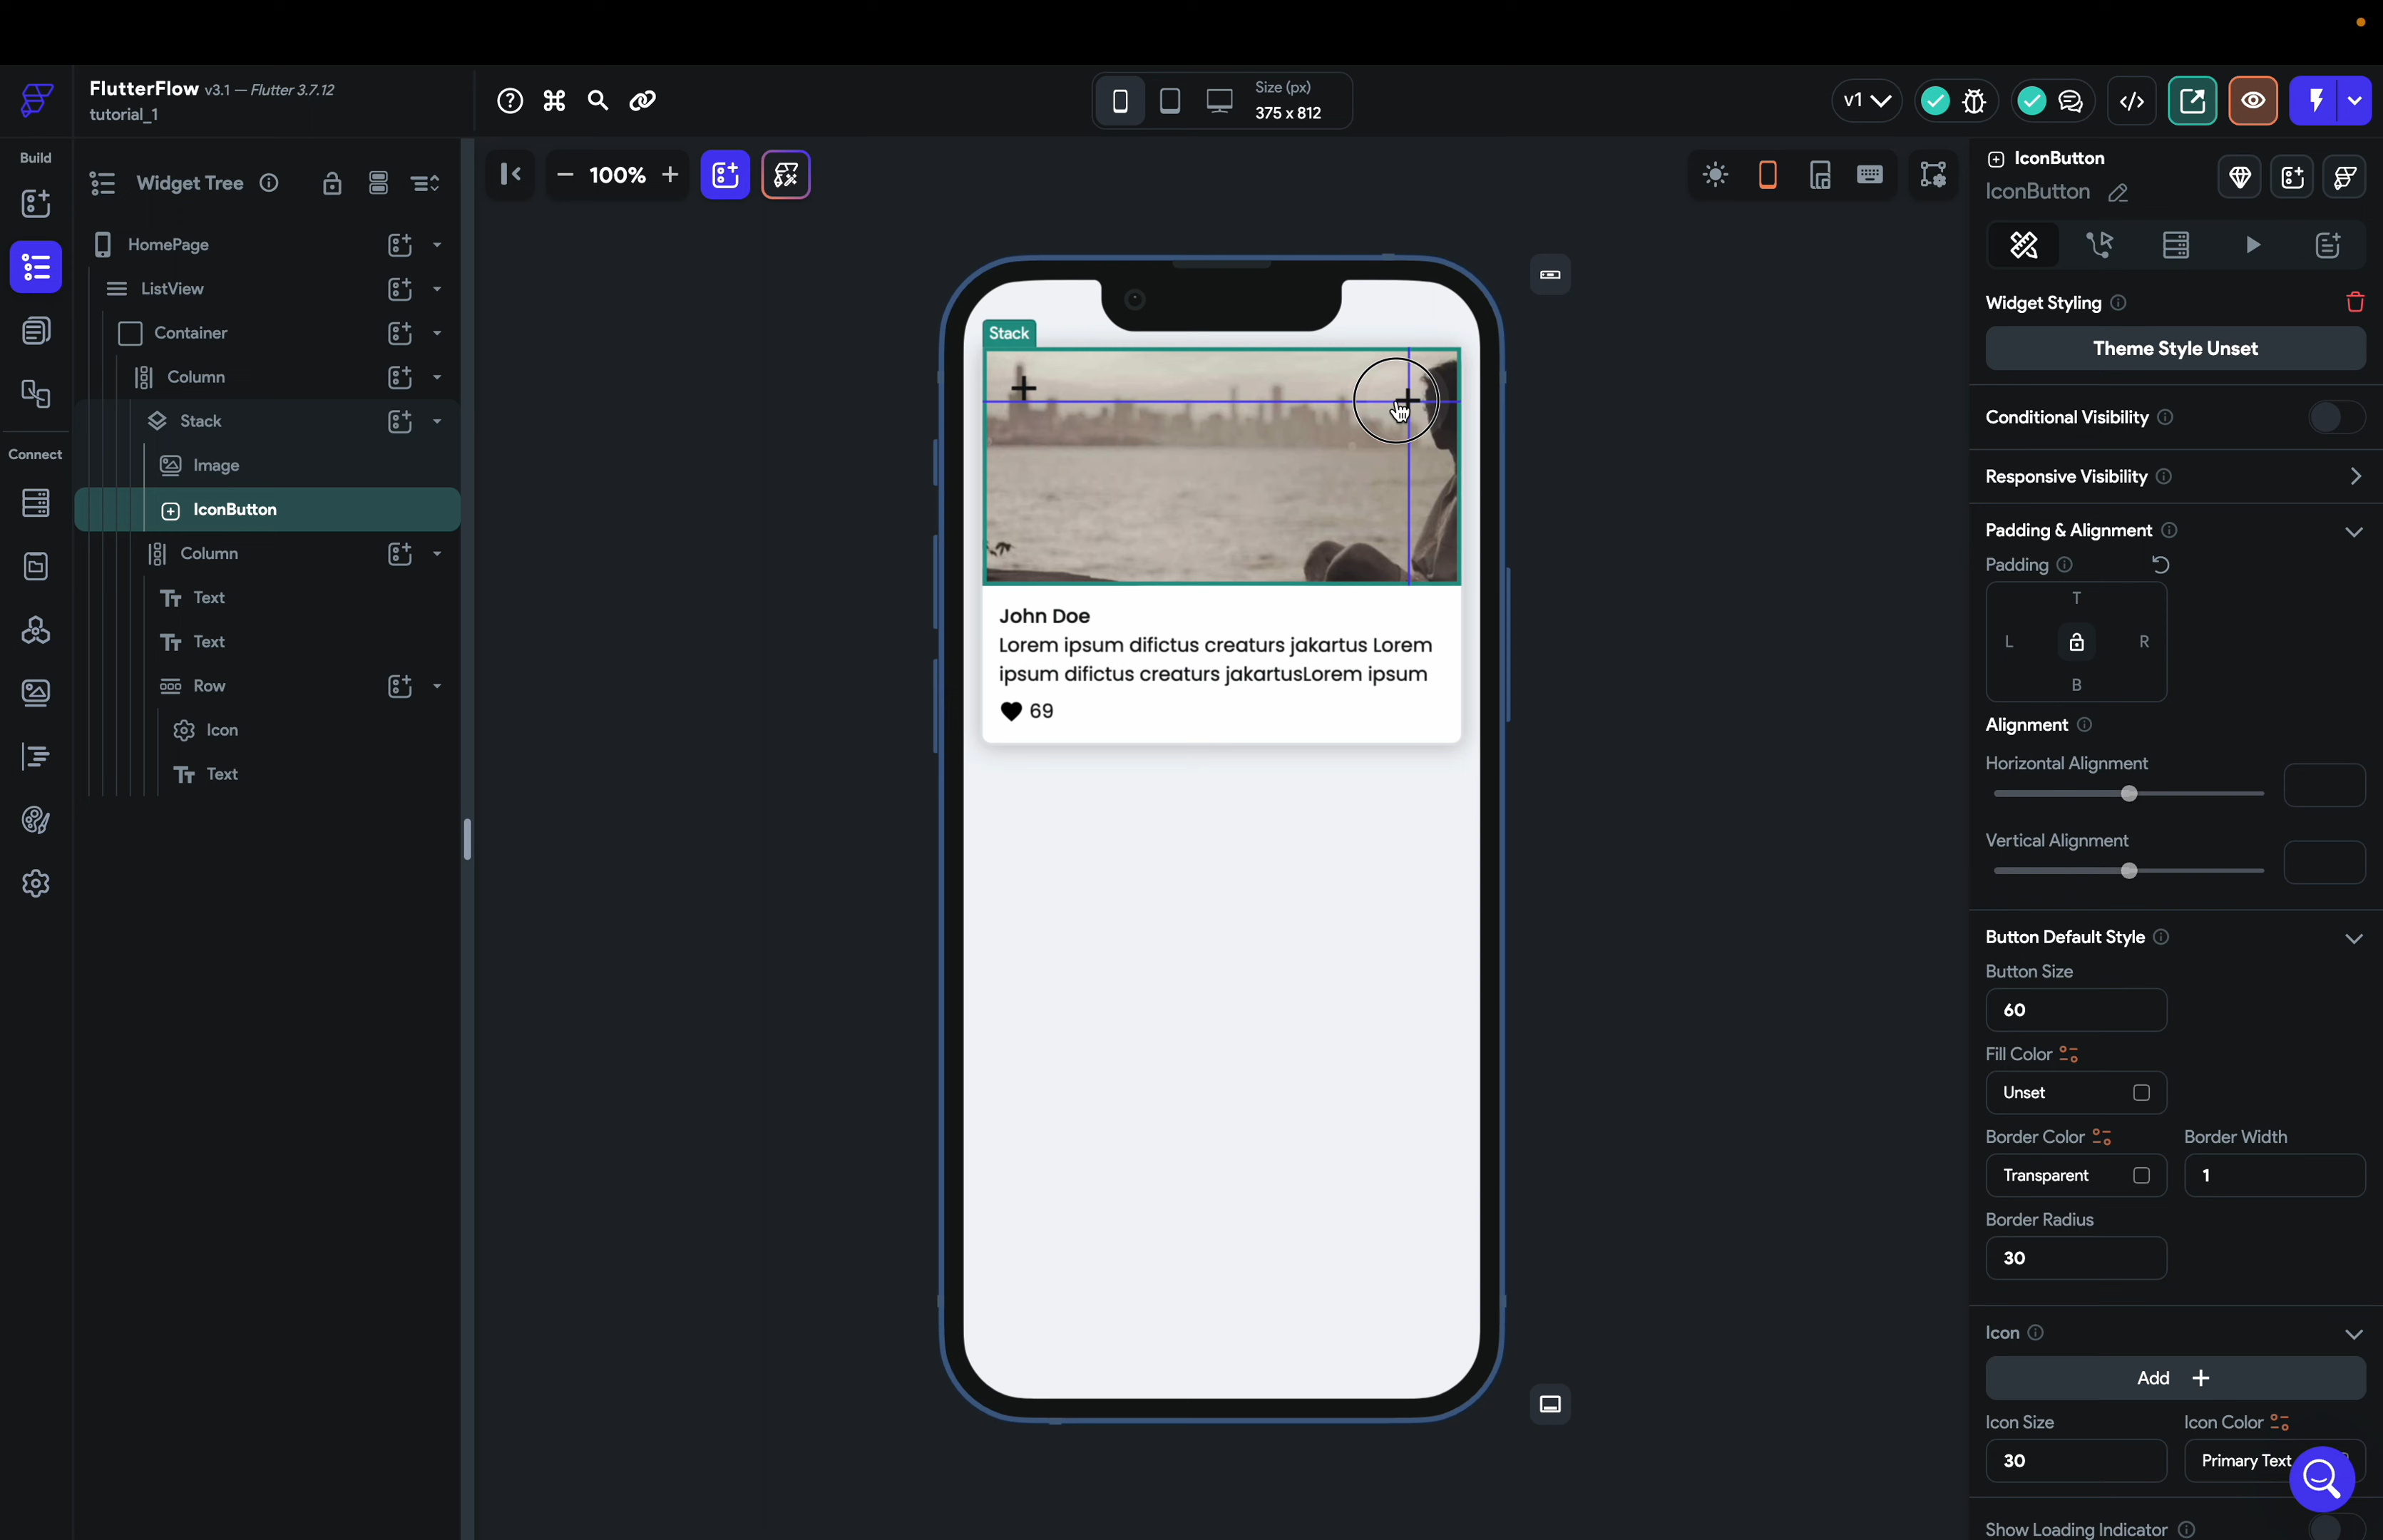 FlutterFlow v3.1 — Flutter 3.7.12
tutorial_1
Size (px)
375 x 812
v1
Build
Connect
Widget Tree
HomePage
ListView
Container
Column
Stack
Image
IconButton
Column
Text
Text
Row
Icon
Text
100%
Stack
John Doe
Lorem ipsum difictus creaturs jakartus Lorem
ipsum difictus creaturs jakartusLorem ipsum
69
IconButton
IconButton
Widget Styling
Theme Style Unset
Conditional Visibility
Responsive Visibility
Padding & Alignment
Padding
T
L
R
B
Alignment
Horizontal Alignment
Vertical Alignment
Button Default Style
Button Size
60
Fill Color
Unset
Border Color
Border Width
Transparent
1
Border Radius
30
Icon
Add
Icon Size
Icon Color
30
Primary Text
Show Loading Indicator